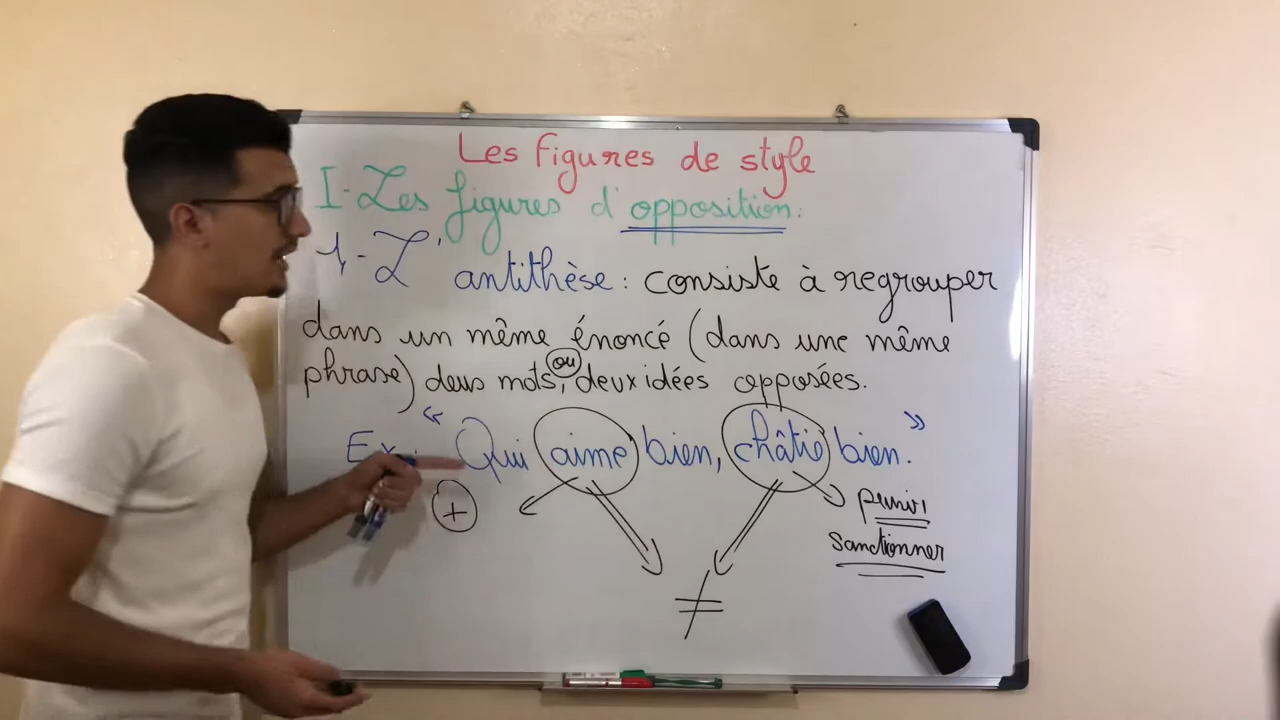 Les figures de style
I-Les figures d'opposition:
1-L'antithèse: consiste à regrouper
dans un même énoncé (dans une même
phrase) deux mots, ou deux idées opposées.
Ex: "Qui aime bien, châtie bien."
+
punir
sanctionner
≠